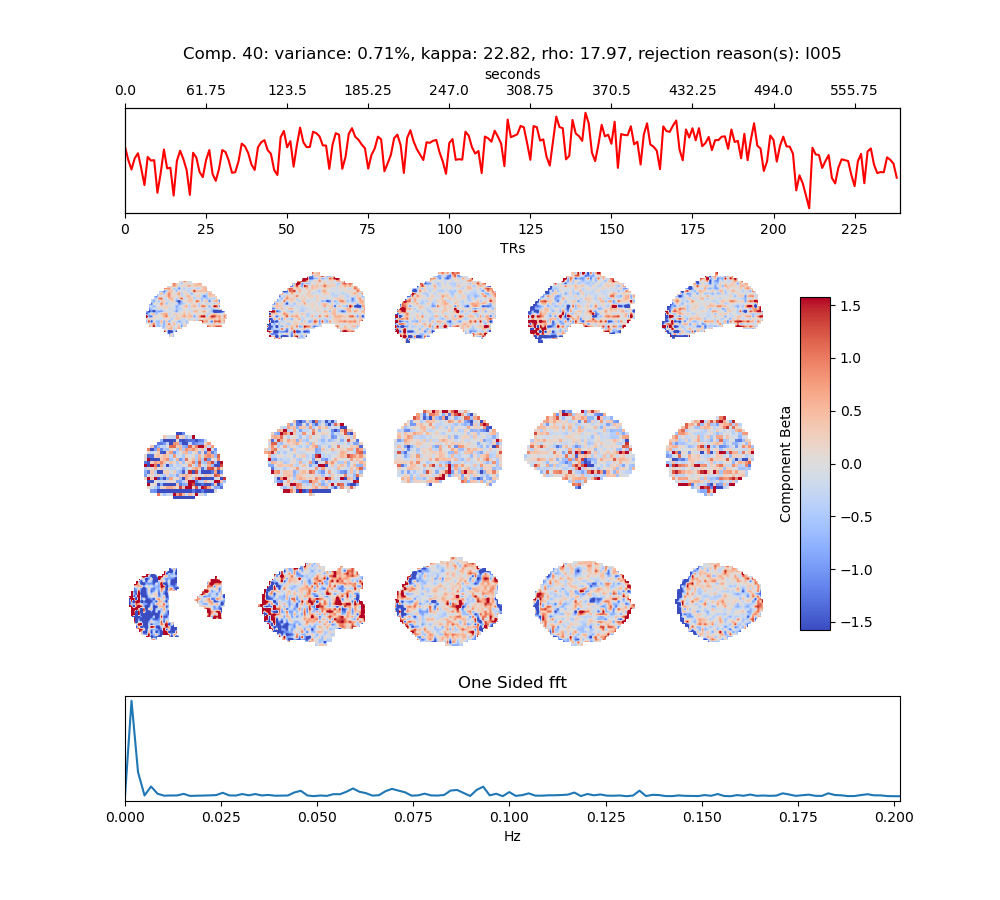 Comp. 40: variance: 0.71%, kappa: 22.82, rho: 17.97, rejection reason(s): I005
seconds
0.0 61.75 123.5 185.25 247.0 308.75 370.5 432.25 494.0 555.75
0 25 50 75 100 125 150 175 200 225
TRs
1.5
1.0
0.5
0.0
−0.5
−1.0
−1.5
Component Beta
One Sided fft
0.000 0.025 0.050 0.075 0.100 0.125 0.150 0.175 0.200
Hz